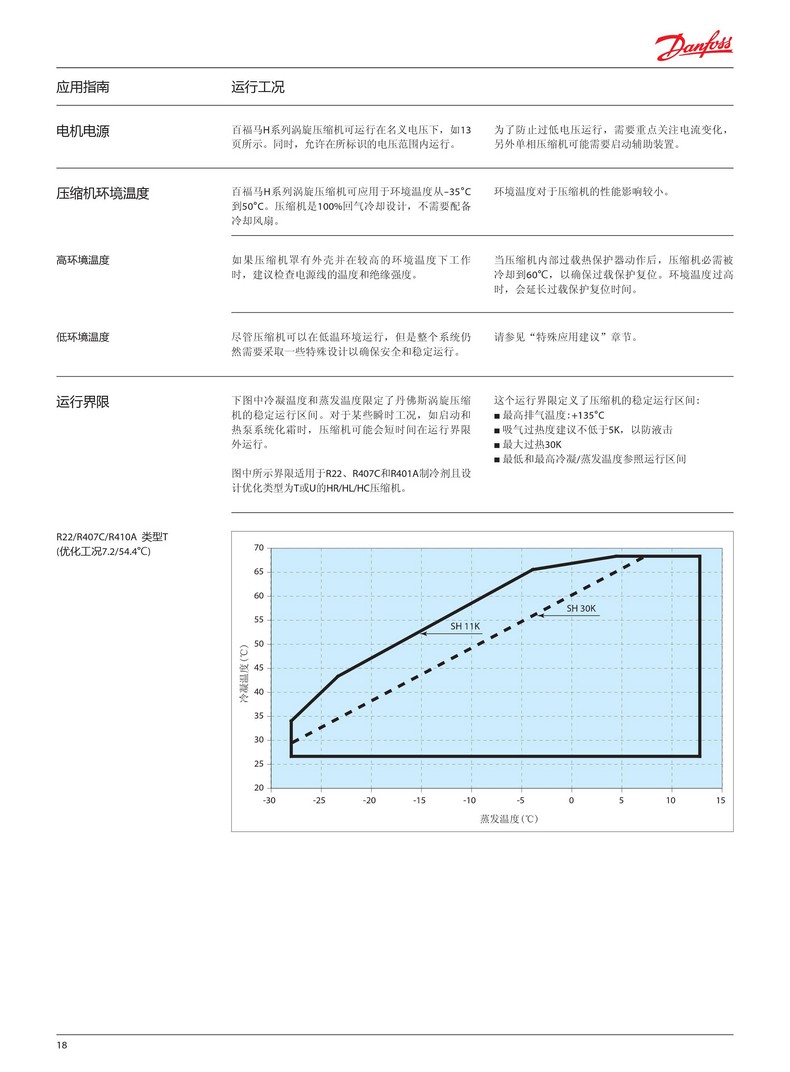 Danfoss
应用指南
运行工况
电机电源
百福马H系列涡旋压缩机可运行在名义电压下，如13
页所示。同时，允许在所标识的电压范围内运行。
为了防止过低电压运行，需要重点关注电流变化，
另外单相压缩机可能需要启动辅助装置。
压缩机环境温度
百福马H系列涡旋压缩机可应用于环境温度从–35°C
到50°C。压缩机是100%回气冷却设计，不需要配备
冷却风扇。
环境温度对于压缩机的性能影响较小。
高环境温度
如果压缩机罩有外壳并在较高的环境温度下工作
时，建议检查电源线的温度和绝缘强度。
当压缩机内部过载热保护器动作后，压缩机必需被
冷却到60℃，以确保过载保护复位。环境温度过高
时，会延长过载保护复位时间。
低环境温度
尽管压缩机可以在低温环境运行，但是整个系统仍
然需要采取一些特殊设计以确保安全和稳定运行。
请参见“特殊应用建议”章节。
运行界限
下图中冷凝温度和蒸发温度限定了丹佛斯涡旋压缩
机的稳定运行区间。对于某些瞬时工况，如启动和
热泵系统化霜时，压缩机可能会短时间在运行界限
外运行。
图中所示界限适用于R22、R407C和R401A制冷剂且设
计优化类型为T或U的HR/HL/HC压缩机。
这个运行界限定义了压缩机的稳定运行区间：
■ 最高排气温度：+135°C
■ 吸气过热度建议不低于5K，以防液击
■ 最大过热30K
■ 最低和最高冷凝/蒸发温度参照运行区间
R22/R407C/R410A 类型T
(优化工况7.2/54.4℃)
70
65
60
55
50
45
40
35
30
25
20
冷凝温度(℃)
SH 11K
SH 30K
-30 -25 -20 -15 -10 -5 0 5 10 15
蒸发温度(℃)
18